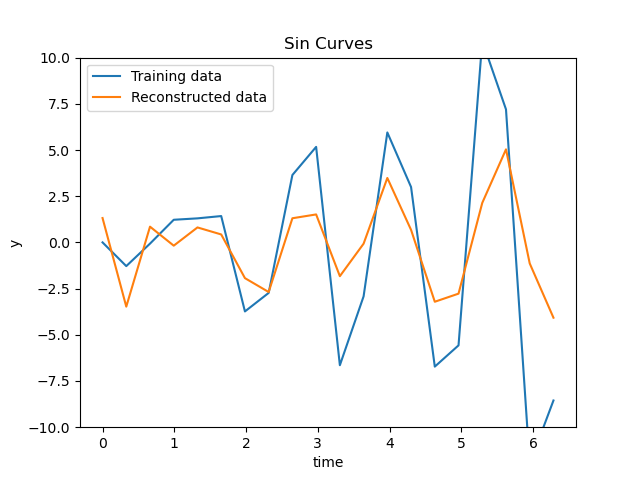 Sin Curves
Training data
Reconstructed data
10.0
7.5
5.0
2.5
0.0
−2.5
−5.0
−7.5
−10.0
y
0 1 2 3 4 5 6
time